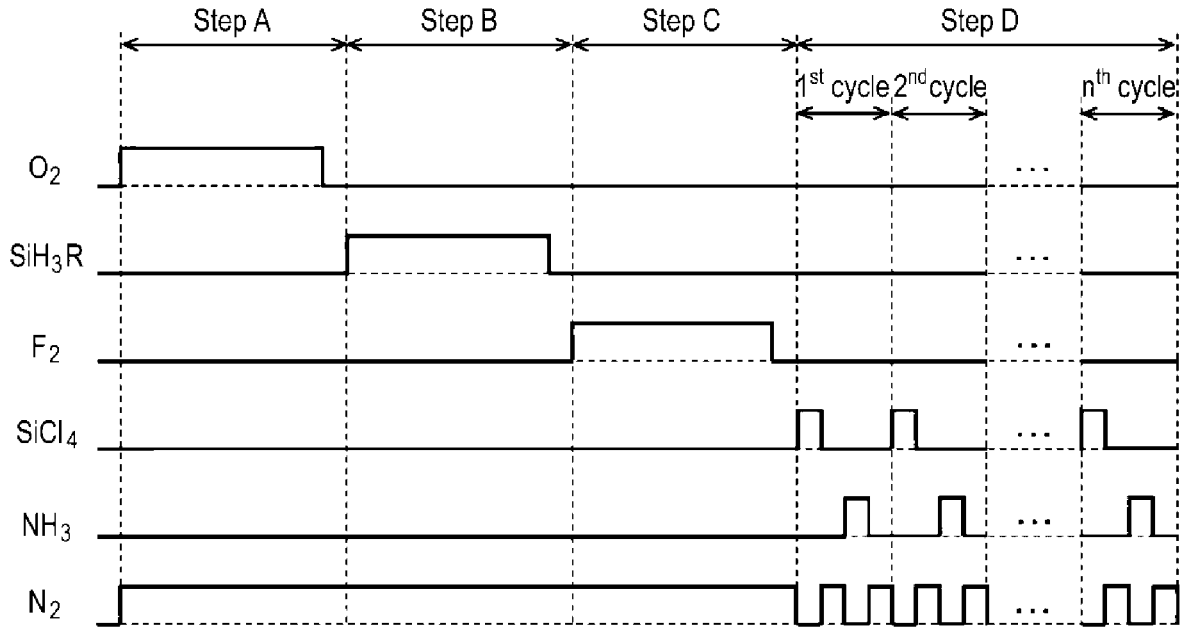 Step A Step B Step C Step D
1st cycle 2nd cycle nth cycle
O2 ...
SiH3R ...
F2 ...
SiCl4 ...
NH3 ...
N2 ...